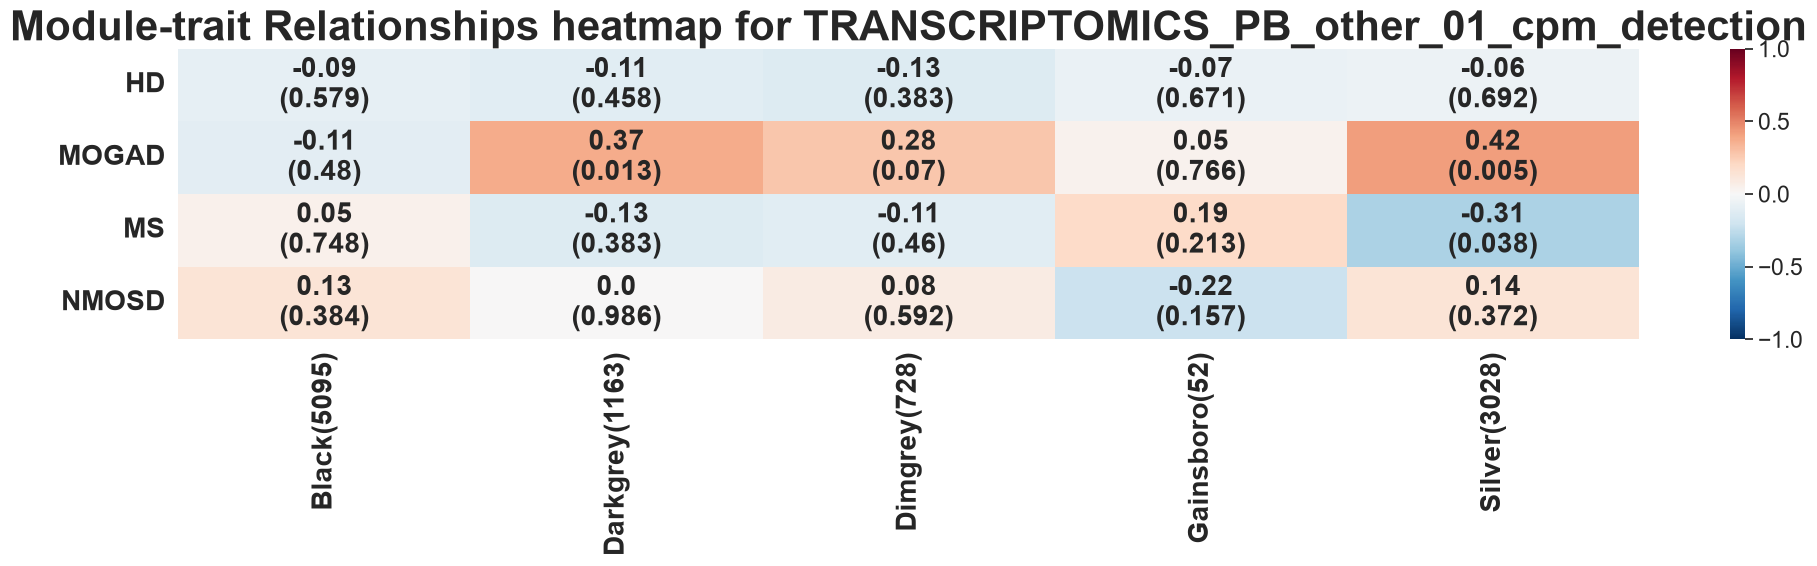 Module-trait Relationships heatmap for TRANSCRIPTOMICS_PB_other_01_cpm_detection
HD
-0.09 -0.11 -0.13 -0.07 -0.06
(0.579) (0.458) (0.383) (0.671) (0.692)
MOGAD
-0.11 0.37 0.28 0.05 0.42
(0.48) (0.013) (0.07) (0.766) (0.005)
MS
0.05 -0.13 -0.11 0.19 -0.31
(0.748) (0.383) (0.46) (0.213) (0.038)
NMOSD
0.13 0.0 0.08 -0.22 0.14
(0.384) (0.986) (0.592) (0.157) (0.372)
Black(5095)
Darkgrey(1163)
Dimgrey(728)
Gainsboro(52)
Silver(3028)
1.0
0.5
0.0
−0.5
−1.0